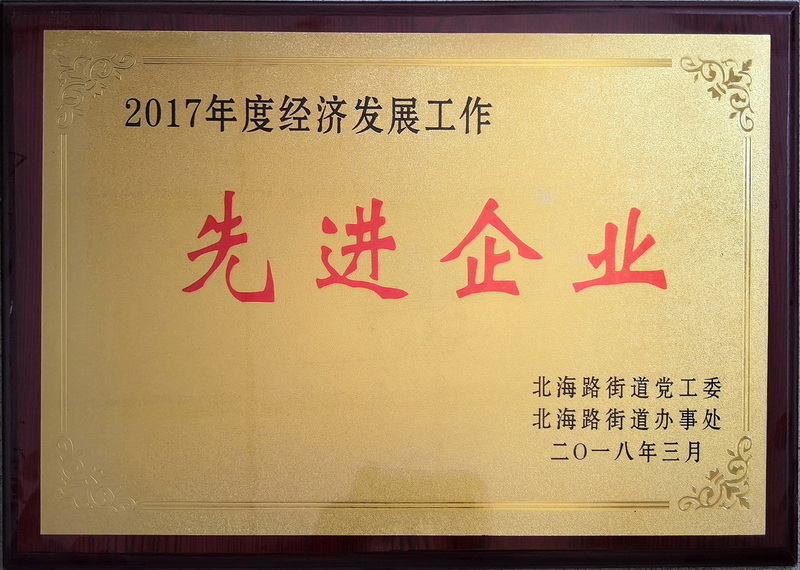 2017年度经济发展工作
先进企业
北海路街道党工委
北海路街道办事处
二〇一八年三月